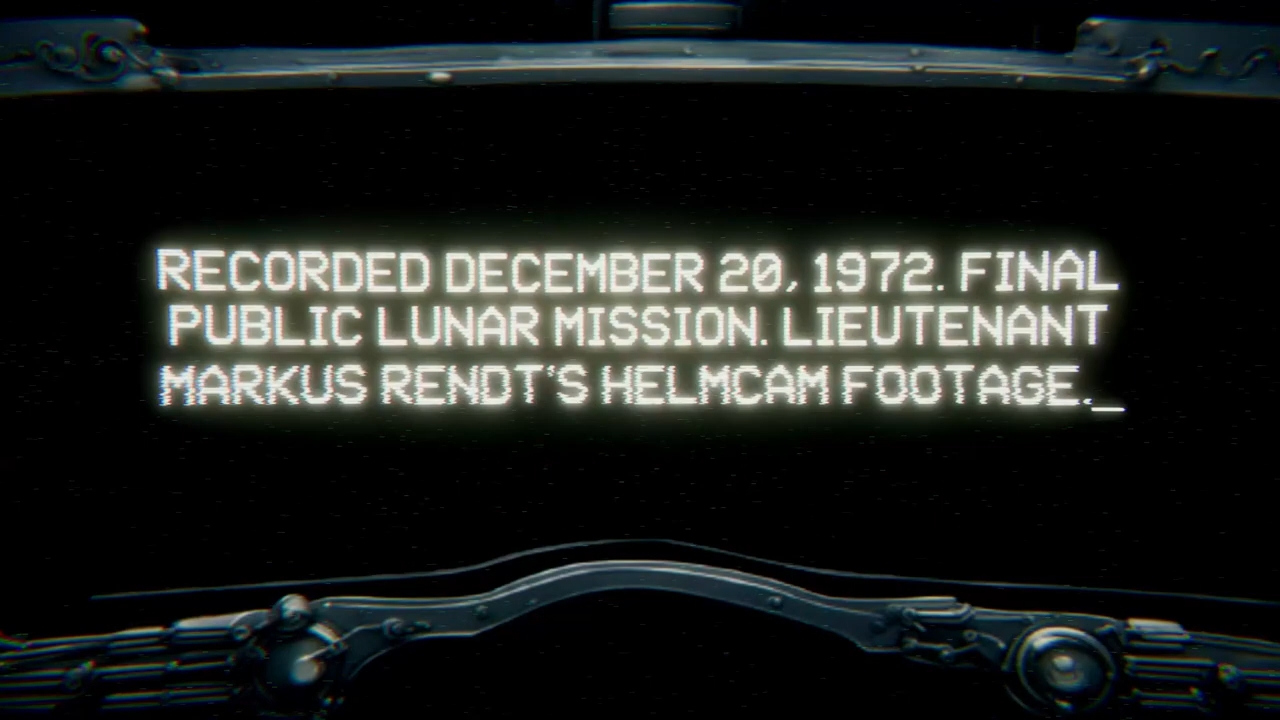 RECORDED DECEMBER 20, 1972. FINAL
PUBLIC LUNAR MISSION. LIEUTENANT
MARKUS RENDT'S HELMCAM FOOTAGE._